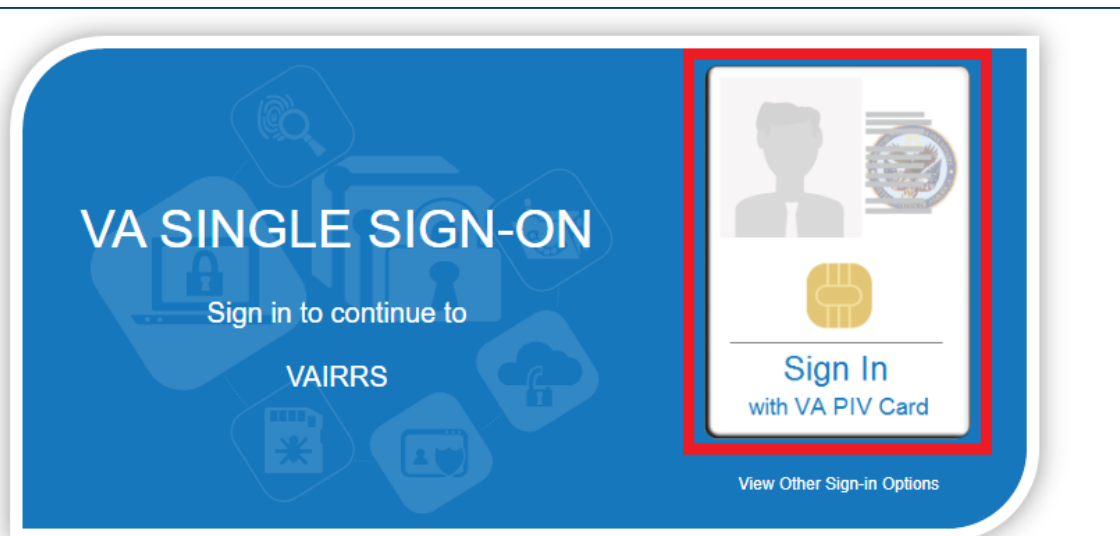 VA SINGLE SIGN-ON
Sign in to continue to
VAIRRS
Sign In
with VA PIV Card
View Other Sign-in Options